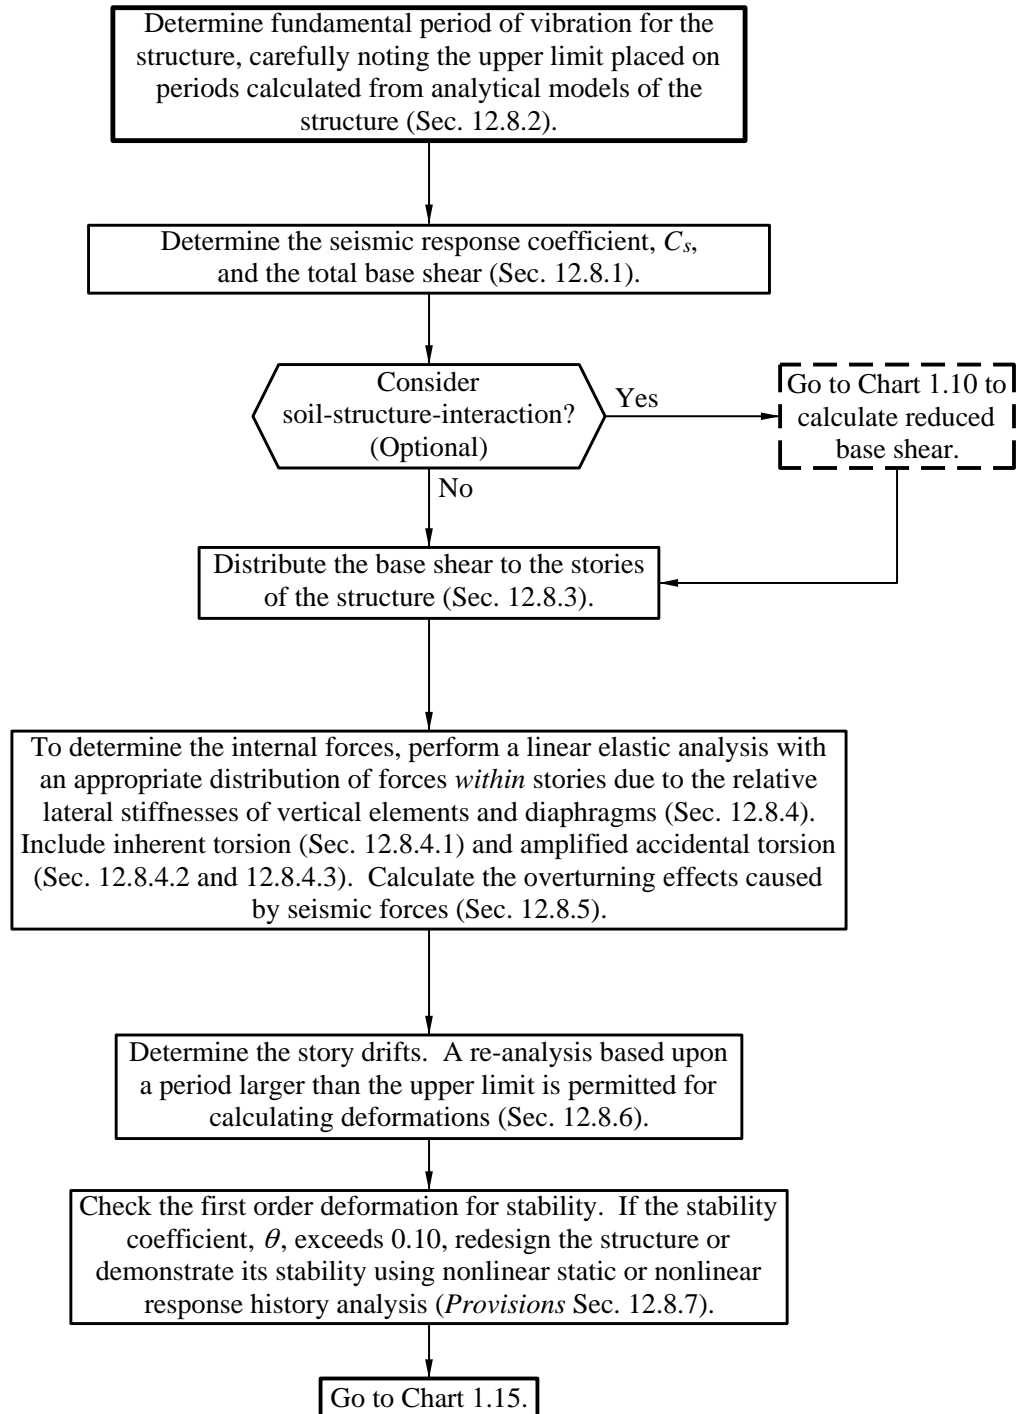 Determine fundamental period of vibration for the
structure, carefully noting the upper limit placed on
periods calculated from analytical models of the
structure (Sec. 12.8.2).
Determine the seismic response coefficient, Cs,
and the total base shear (Sec. 12.8.1).
Consider
soil-structure-interaction?
(Optional)
Yes
Go to Chart 1.10 to
calculate reduced
base shear.
No
Distribute the base shear to the stories
of the structure (Sec. 12.8.3).
To determine the internal forces, perform a linear elastic analysis with
an appropriate distribution of forces within stories due to the relative
lateral stiffnesses of vertical elements and diaphragms (Sec. 12.8.4).
Include inherent torsion (Sec. 12.8.4.1) and amplified accidental torsion
(Sec. 12.8.4.2 and 12.8.4.3). Calculate the overturning effects caused
by seismic forces (Sec. 12.8.5).
Determine the story drifts. A re-analysis based upon
a period larger than the upper limit is permitted for
calculating deformations (Sec. 12.8.6).
Check the first order deformation for stability. If the stability
coefficient, θ, exceeds 0.10, redesign the structure or
demonstrate its stability using nonlinear static or nonlinear
response history analysis (Provisions Sec. 12.8.7).
Go to Chart 1.15.